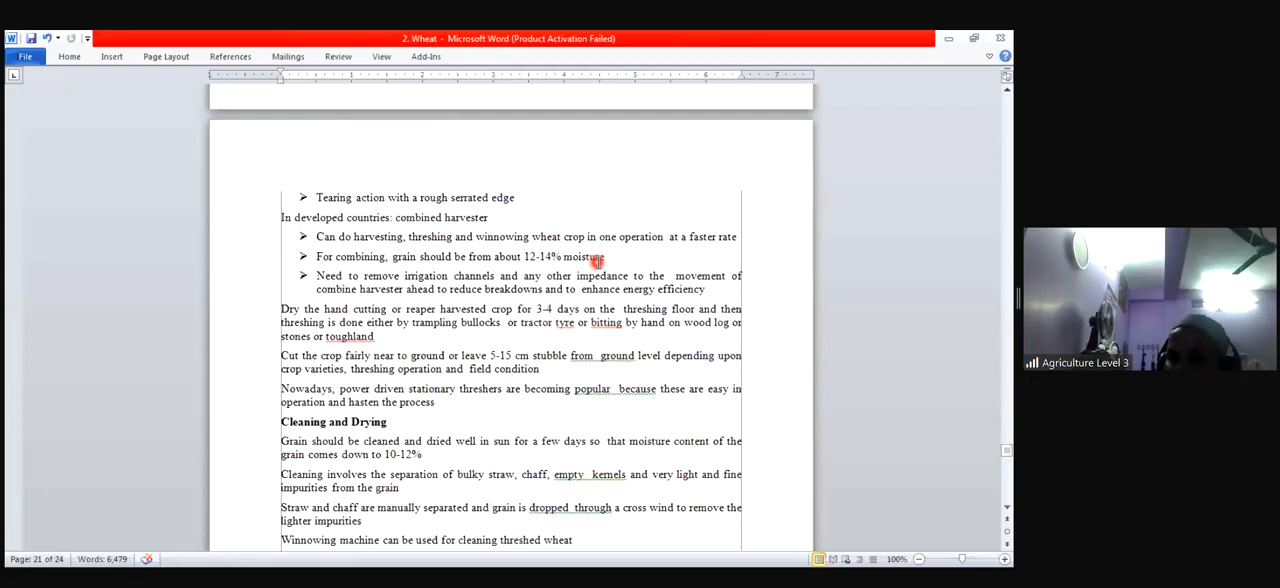 2. Wheat - Microsoft Word (Product Activation Failed)
File Home Insert Page Layout References Mailings Review View Add-Ins
1 2 3 4 5 6 7
➤ Tearing action with a rough serrated edge
In developed countries: combined harvester
➤ Can do harvesting, threshing and winnowing wheat crop in one operation at a faster rate
➤ For combining, grain should be from about 12-14% moisture
➤ Need to remove irrigation channels and any other impedance to the movement of
combine harvester ahead to reduce breakdowns and to enhance energy efficiency
Dry the hand cutting or reaper harvested crop for 3-4 days on the threshing floor and then
threshing is done either by trampling bullocks or tractor tyre or bitting by hand on wood log or
stones or toughland
Cut the crop fairly near to ground or leave 5-15 cm stubble from ground level depending upon
crop varieties, threshing operation and field condition
Nowadays, power driven stationary threshers are becoming popular because these are easy in
operation and hasten the process
Cleaning and Drying
Grain should be cleaned and dried well in sun for a few days so that moisture content of the
grain comes down to 10-12%
Cleaning involves the separation of bulky straw, chaff, empty kernels and very light and fine
impurities from the grain
Straw and chaff are manually separated and grain is dropped through a cross wind to remove the
lighter impurities
Winnowing machine can be used for cleaning threshed wheat
Page: 21 of 24 Words: 6,479 100%
Agriculture Level 3